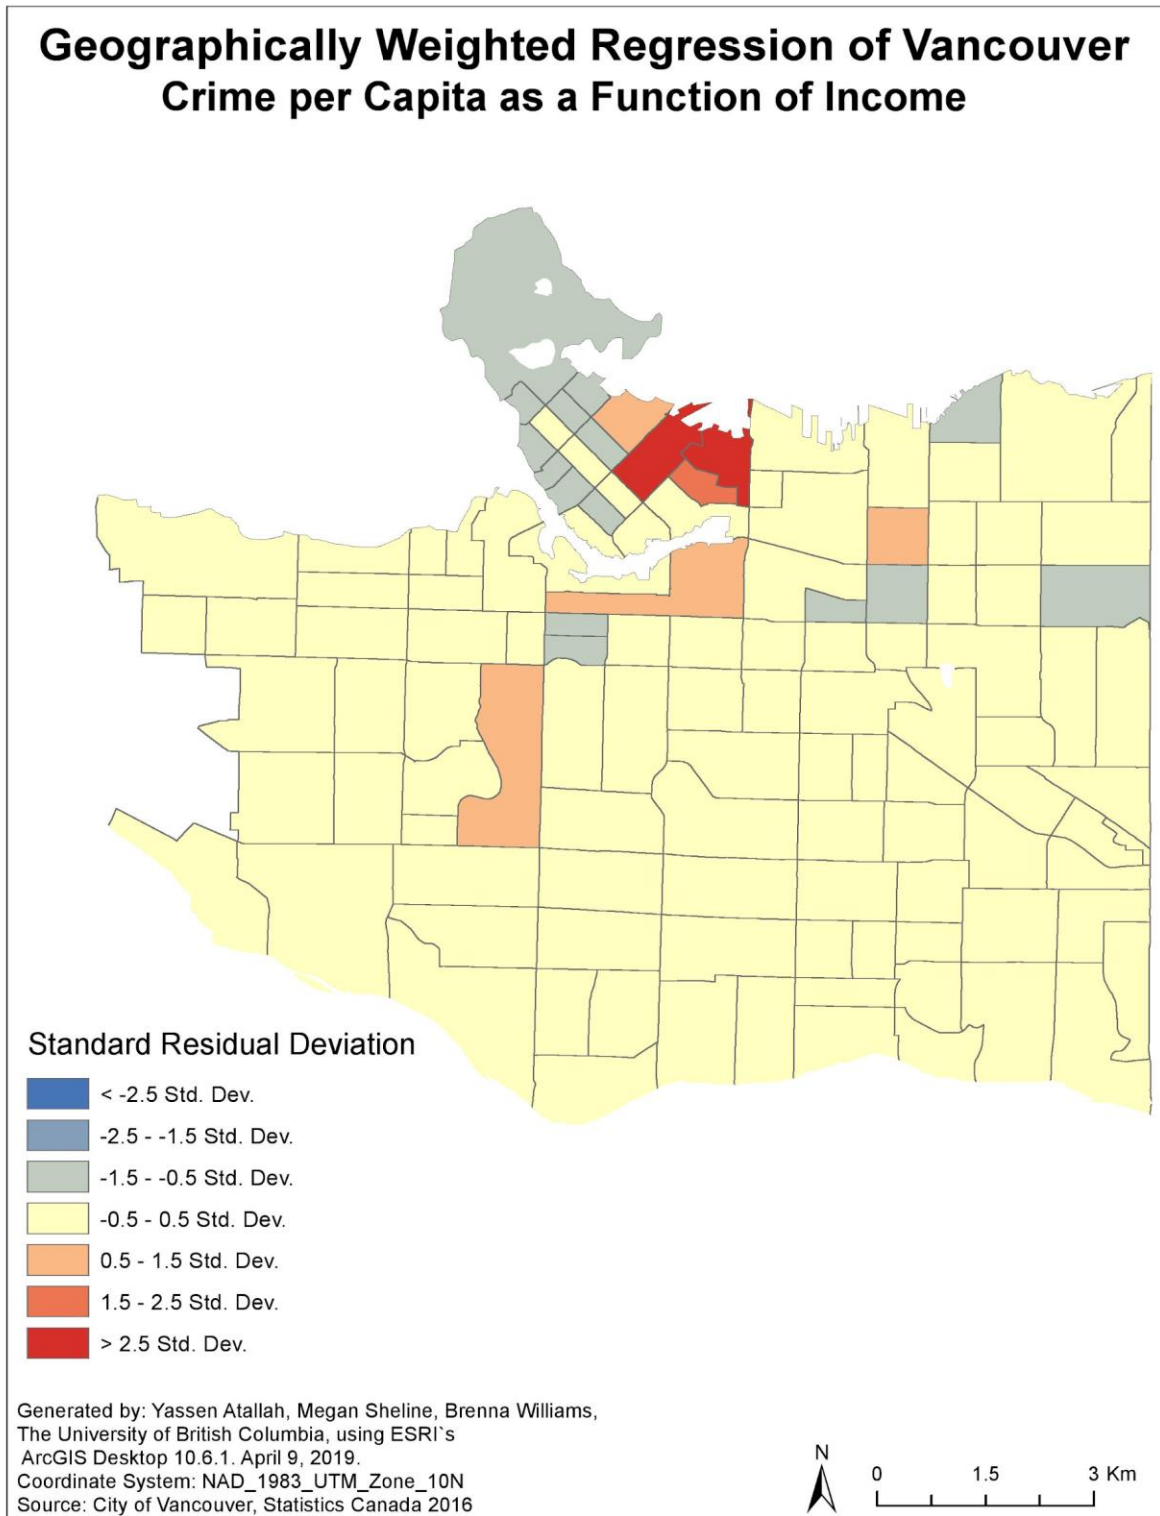 Geographically Weighted Regression of Vancouver
Crime per Capita as a Function of Income
Standard Residual Deviation
< -2.5 Std. Dev.
-2.5 - -1.5 Std. Dev.
-1.5 - -0.5 Std. Dev.
-0.5 - 0.5 Std. Dev.
0.5 - 1.5 Std. Dev.
1.5 - 2.5 Std. Dev.
> 2.5 Std. Dev.
Generated by: Yassen Atallah, Megan Sheline, Brenna Williams,
The University of British Columbia, using ESRI`s
ArcGIS Desktop 10.6.1. April 9, 2019.
Coordinate System: NAD_1983_UTM_Zone_10N
Source: City of Vancouver, Statistics Canada 2016
N
0 1.5 3 Km